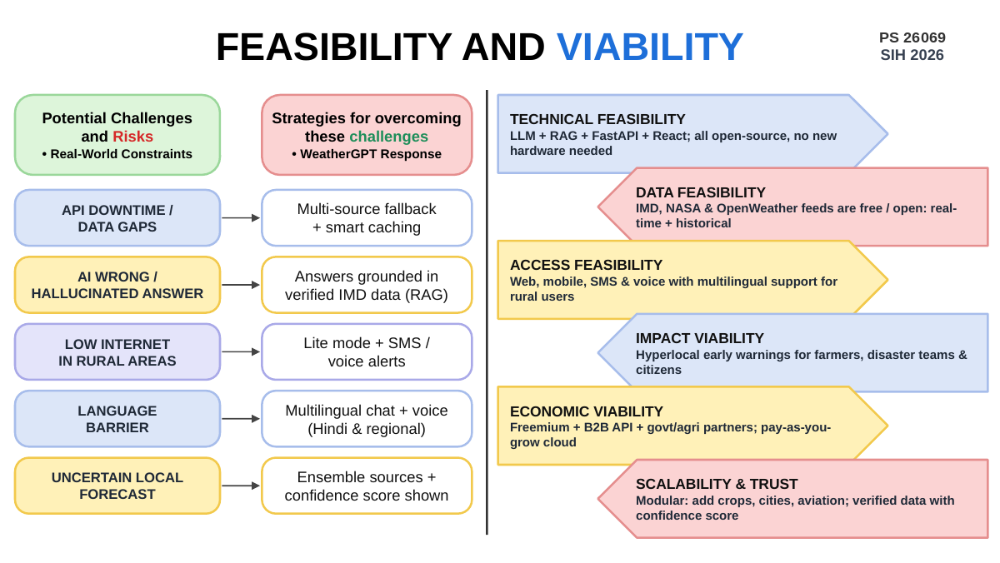 FEASIBILITY AND VIABILITY
PS 26069
SIH 2026
Potential Challenges
and Risks
• Real-World Constraints
Strategies for overcoming
these challenges
• WeatherGPT Response
API DOWNTIME /
DATA GAPS
Multi-source fallback
+ smart caching
AI WRONG /
HALLUCINATED ANSWER
Answers grounded in
verified IMD data (RAG)
LOW INTERNET
IN RURAL AREAS
Lite mode + SMS /
voice alerts
LANGUAGE
BARRIER
Multilingual chat + voice
(Hindi & regional)
UNCERTAIN LOCAL
FORECAST
Ensemble sources +
confidence score shown
TECHNICAL FEASIBILITY
LLM + RAG + FastAPI + React; all open-source, no new
hardware needed
DATA FEASIBILITY
IMD, NASA & OpenWeather feeds are free / open: real-
time + historical
ACCESS FEASIBILITY
Web, mobile, SMS & voice with multilingual support for
rural users
IMPACT VIABILITY
Hyperlocal early warnings for farmers, disaster teams &
citizens
ECONOMIC VIABILITY
Freemium + B2B API + govt/agri partners; pay-as-you-
grow cloud
SCALABILITY & TRUST
Modular: add crops, cities, aviation; verified data with
confidence score